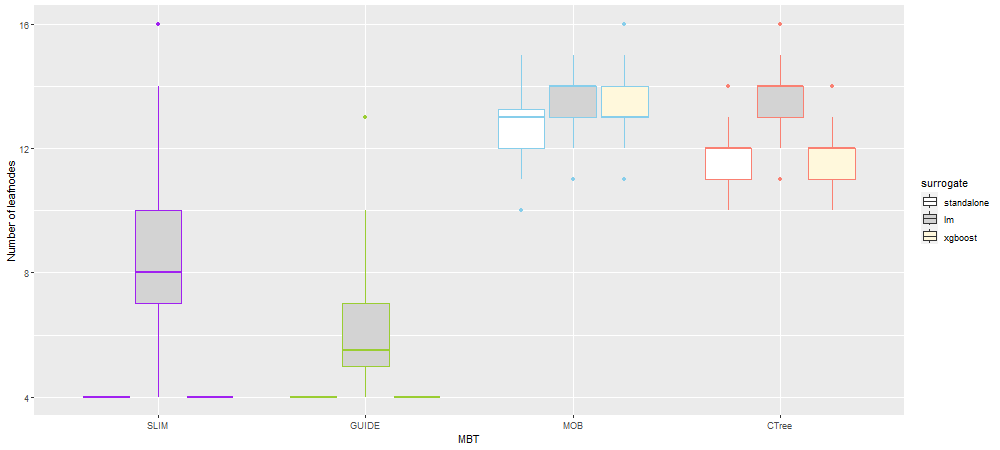 Number of leafnodes
16
12
8
4
SLIM
GUIDE
MOB
CTree
MBT
surrogate
standalone
lm
xgboost